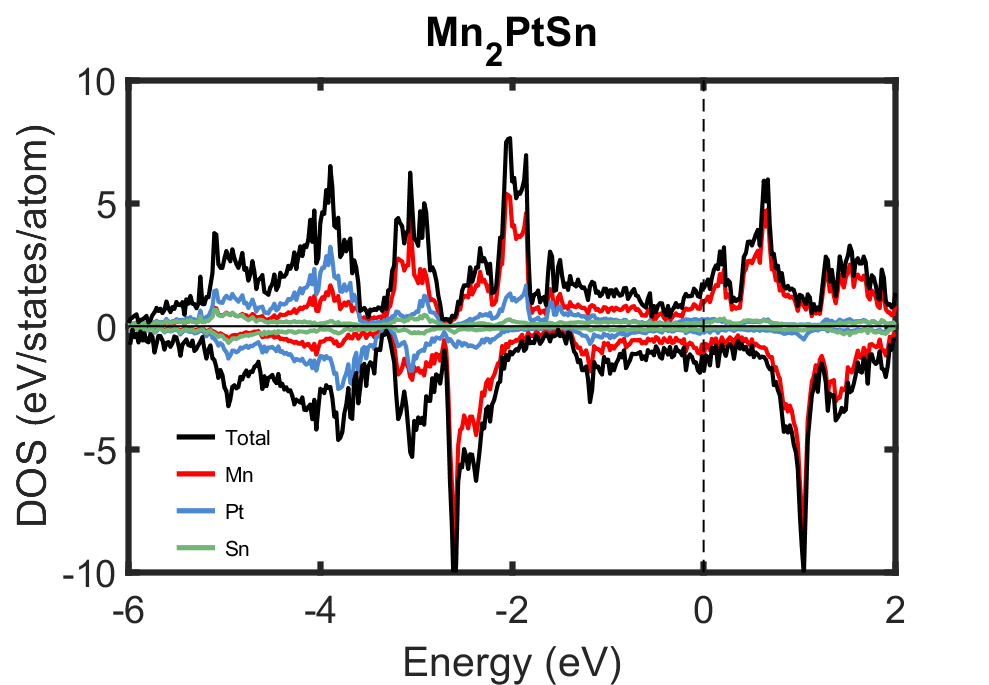 Mn2PtSn
10
5
0
-5
-10
DOS (eV/states/atom)
Total
Mn
Pt
Sn
-6
-4
-2
0
2
Energy (eV)